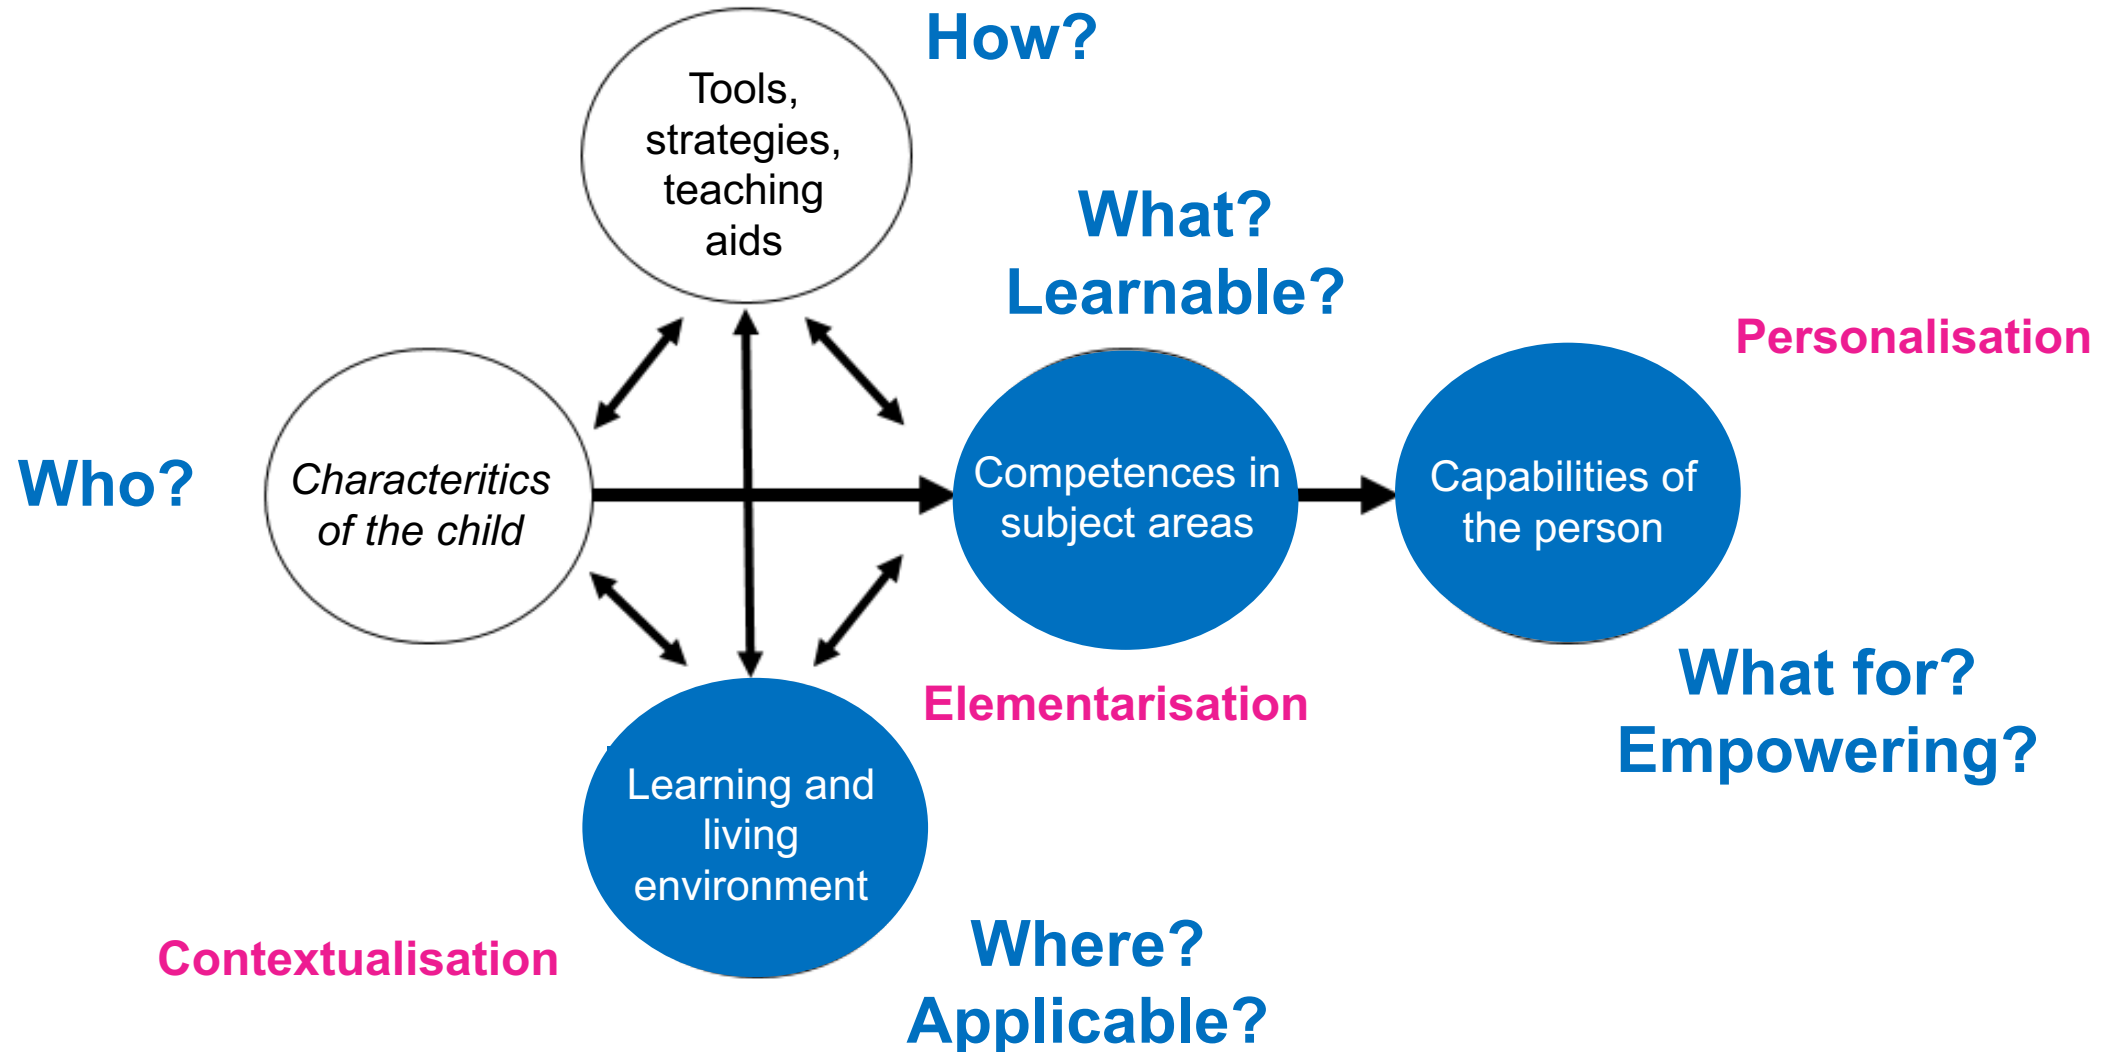 How?
Tools,
strategies,
teaching
aids
What?
Learnable?
Personalisation
Who?
Characteritics
of the child
Competences in
subject areas
Capabilities of
the person
What for?
Empowering?
Elementarisation
Learning and
living
environment
Contextualisation
Where?
Applicable?